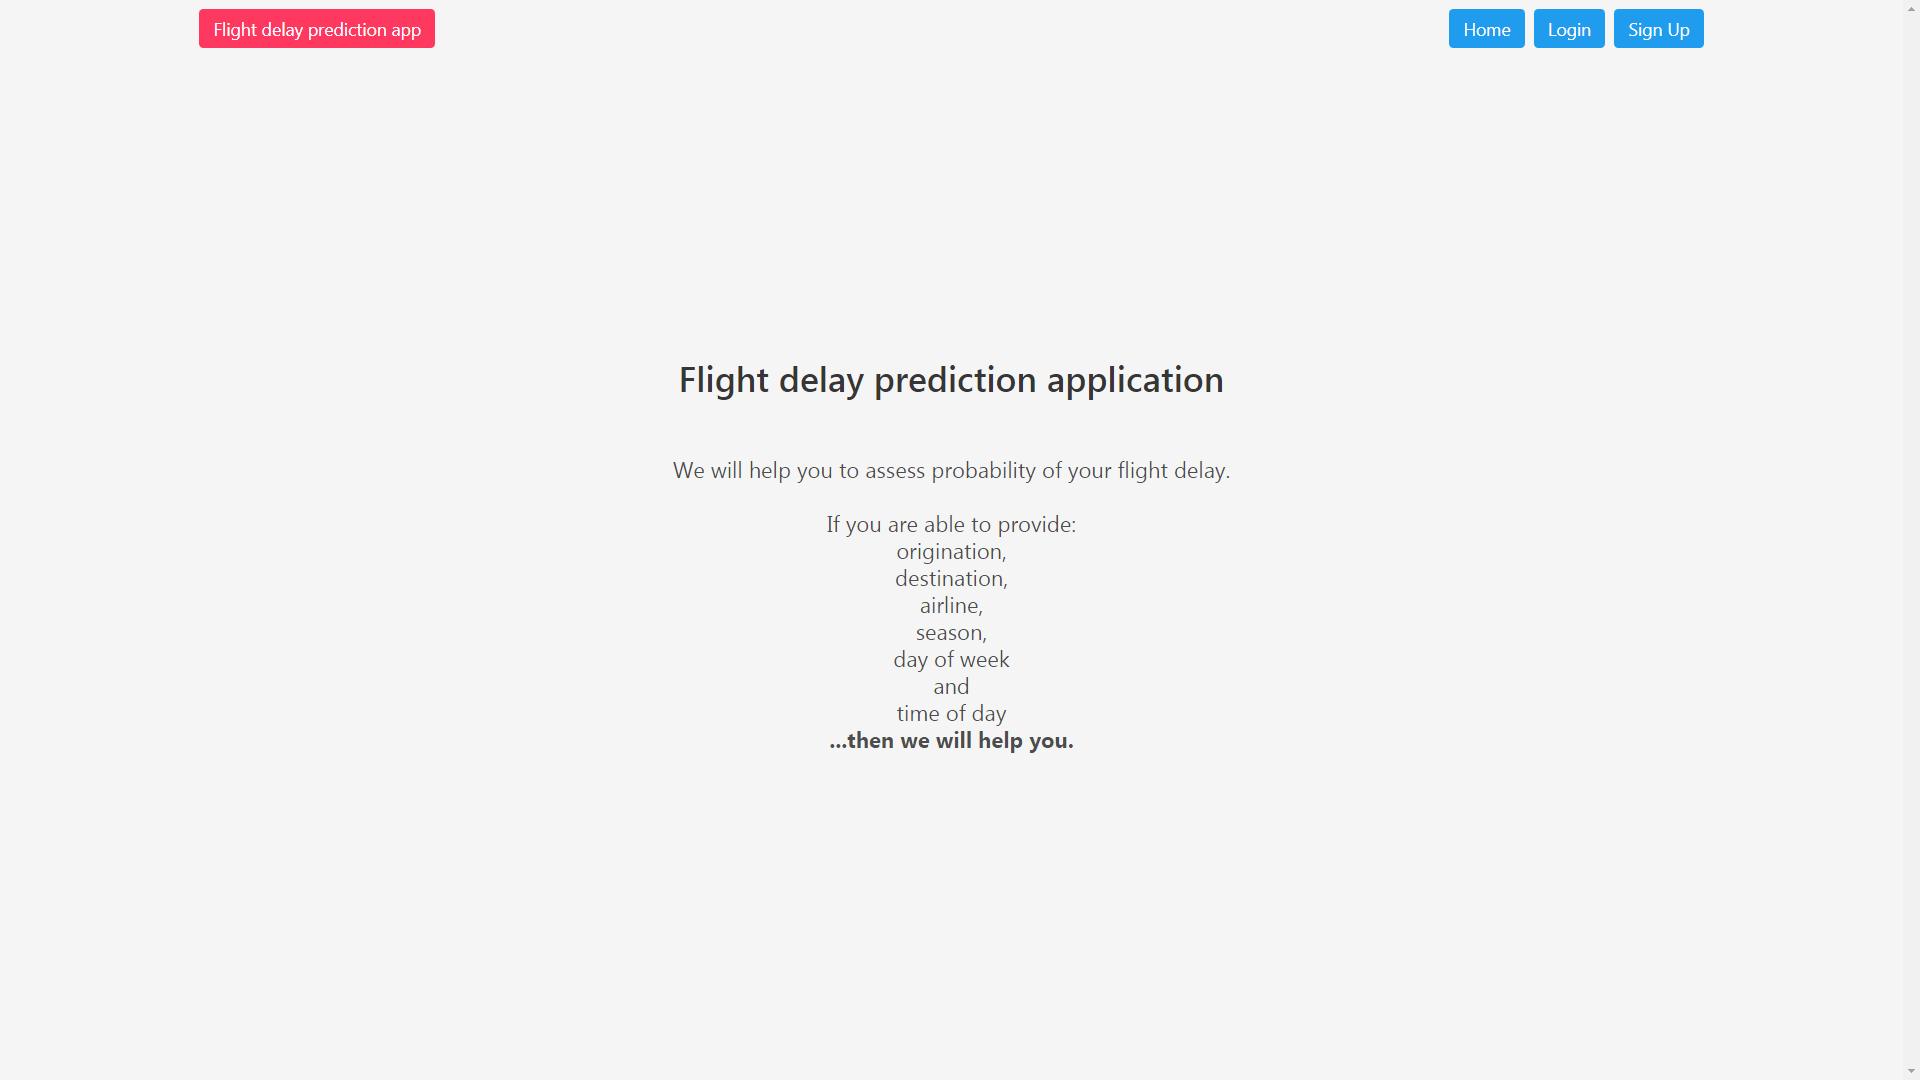 Flight delay prediction app
Home
Login
Sign Up
Flight delay prediction application
We will help you to assess probability of your flight delay.
If you are able to provide:
origination,
destination,
airline,
season,
day of week
and
time of day
...then we will help you.